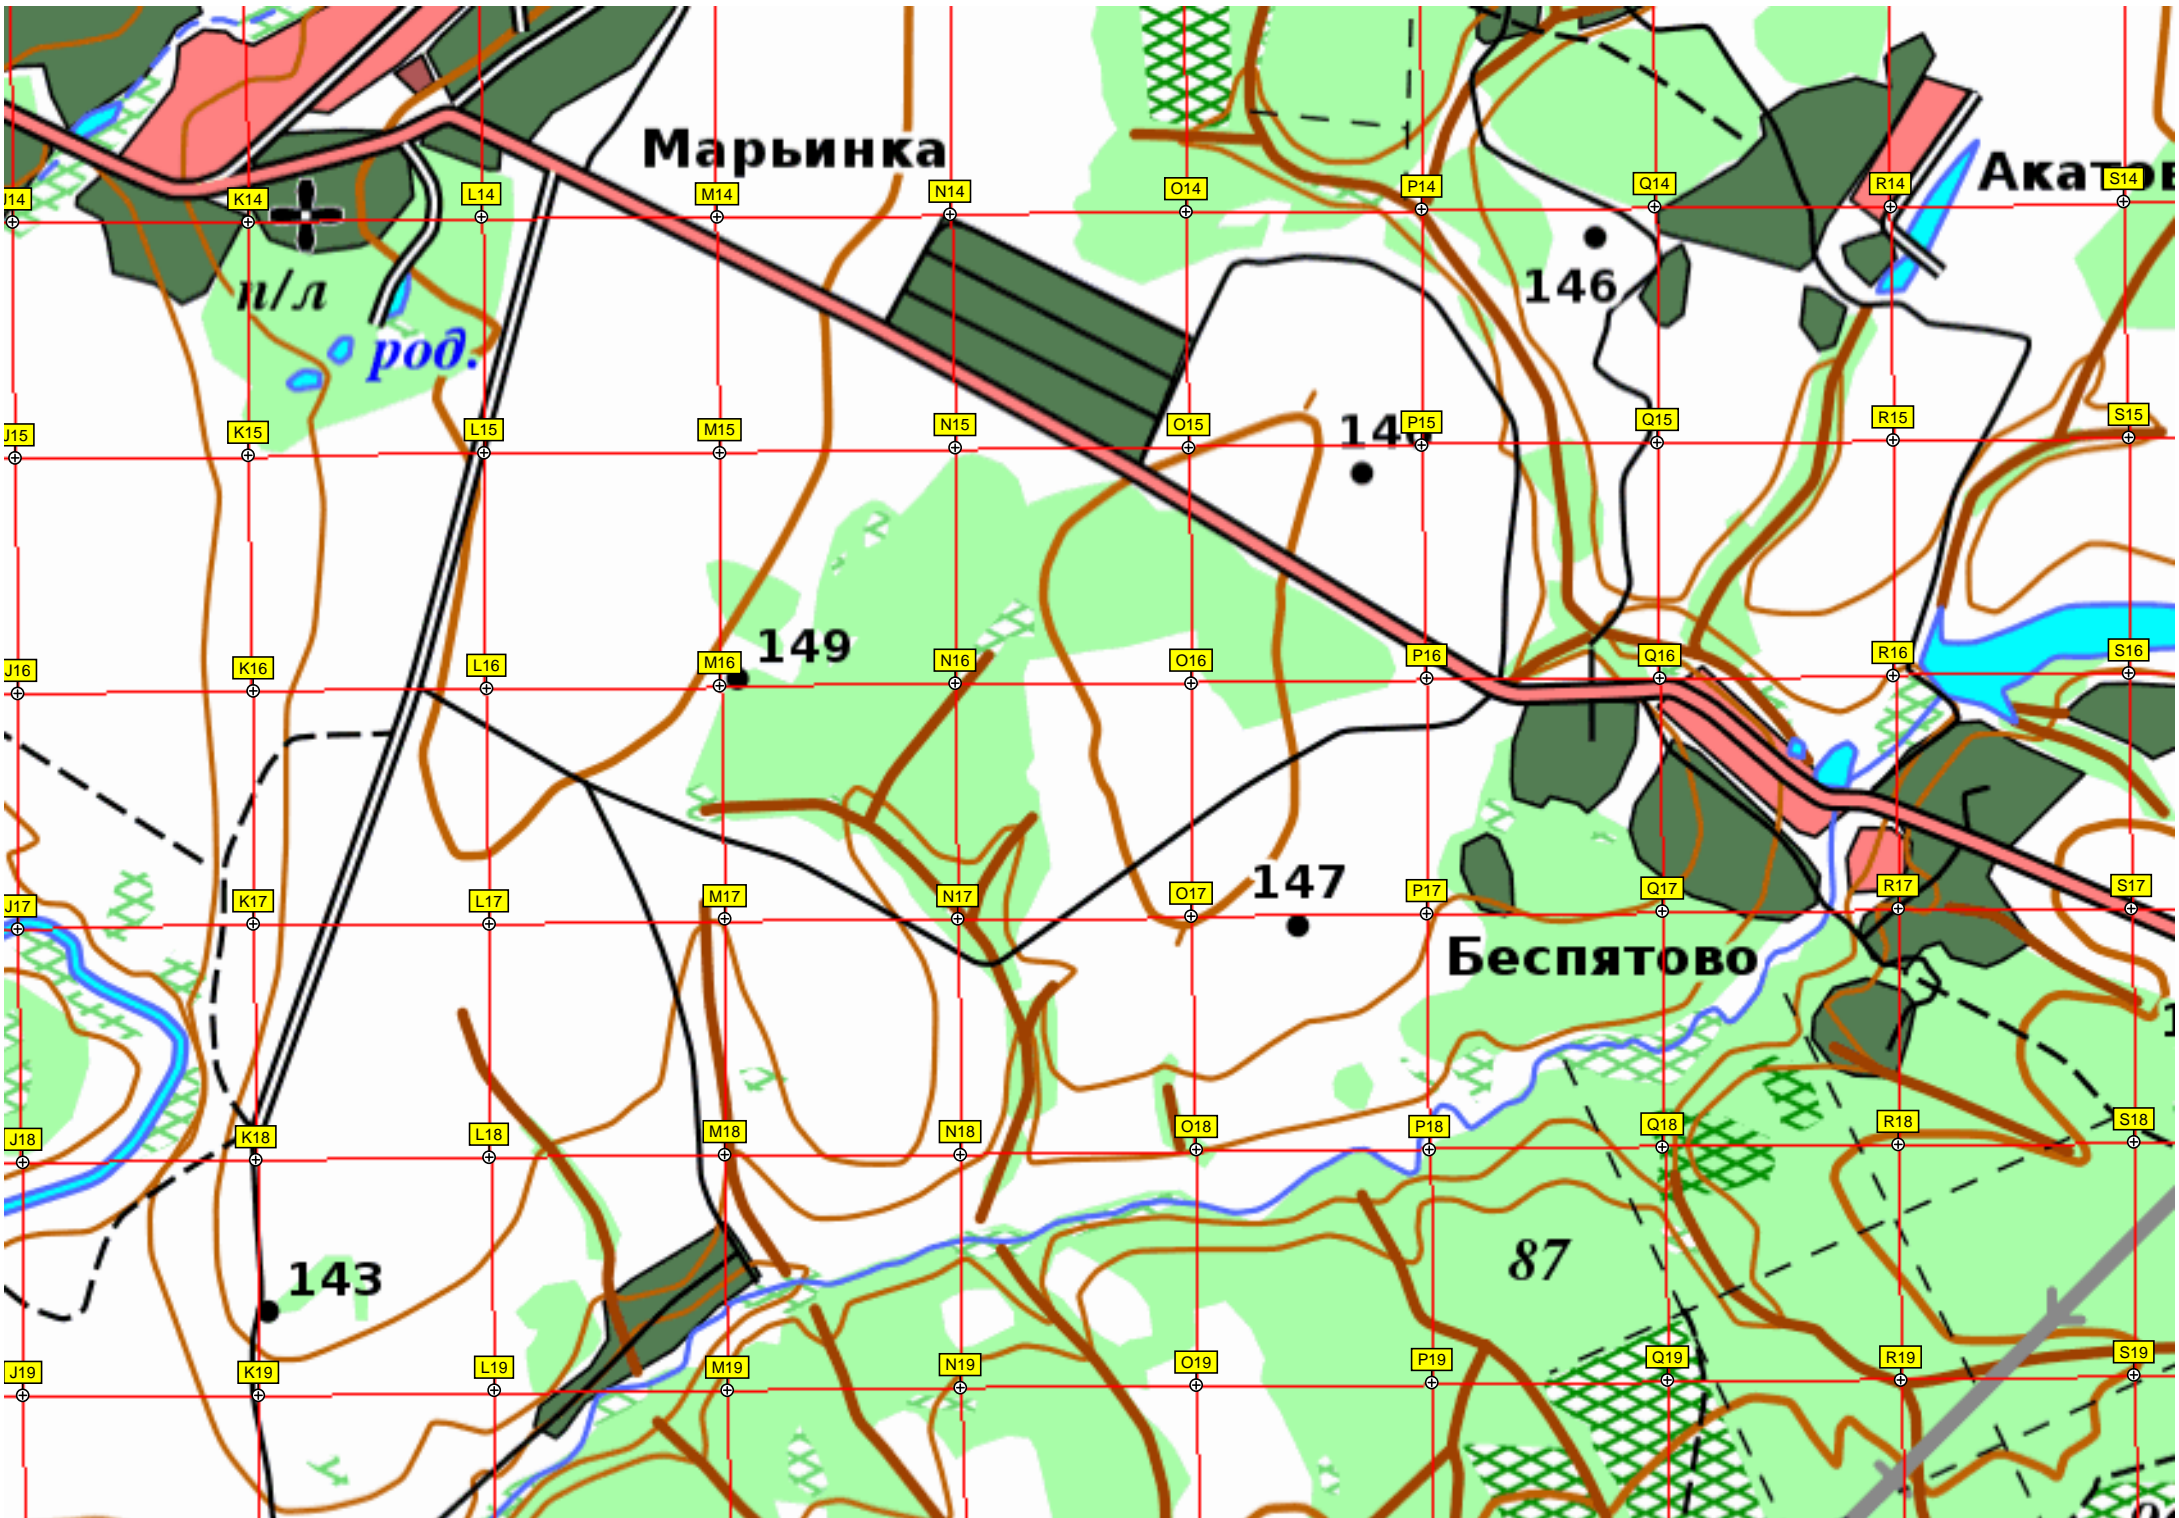 Марьинка
J14 K14 L14 M14 N14 O14 P14 Q14 R14 S14
146
п/л
род.
J15 K15 L15 M15 N15 O15 P15 Q15 R15 S15
149
J16 K16 L16 M16 N16 O16 P16 Q16 R16 S16
147
J17 K17 L17 M17 N17 O17 P17 Q17 R17 S17
Беспятово
J18 K18 L18 M18 N18 O18 P18 Q18 R18 S18
87
143
J19 K19 L19 M19 N19 O19 P19 Q19 R19 S19